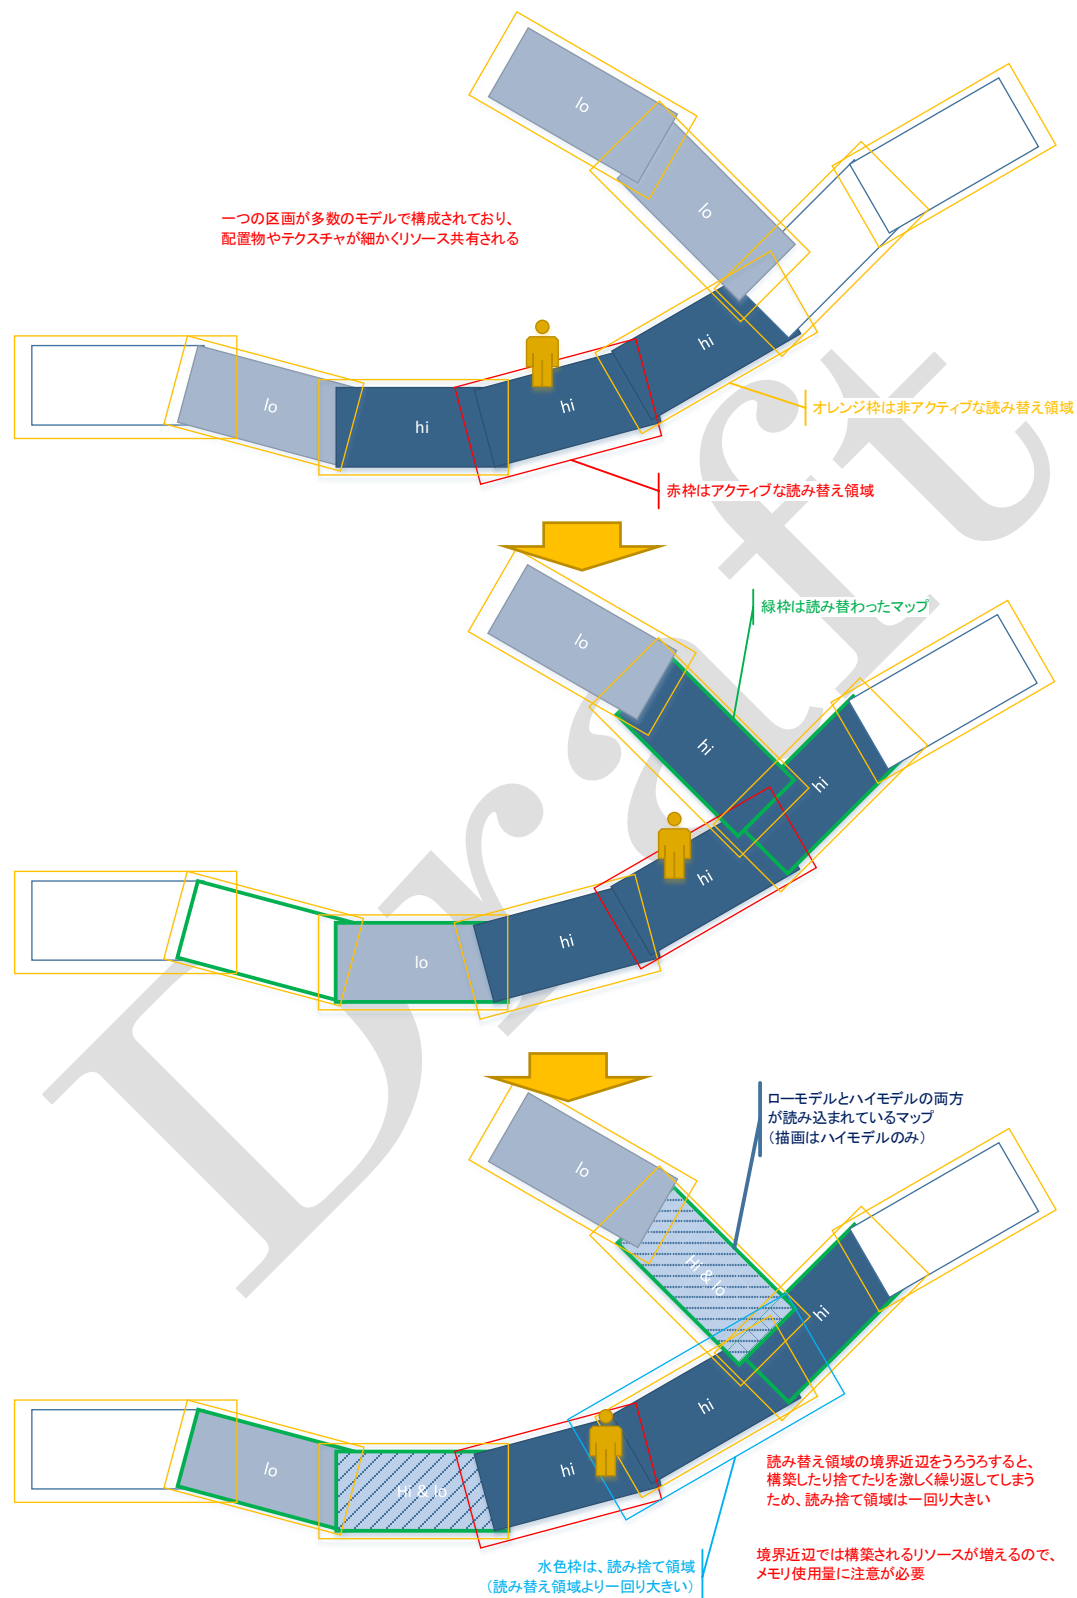 lo
lo
一つの区画が多数のモデルで構成されており、
配置物やテクスチャが細かくリソース共有される
hi
lo
hi
hi
オレンジ枠は非アクティブな読み替え領域
赤枠はアクティブな読み替え領域
緑枠は読み替わったマップ
lo
hi
hi
hi
hi
lo
Draft
ローモデルとハイモデルの両方
が読み込まれているマップ
（描画はハイモデルのみ）
lo
Hi & lo
hi
hi
lo
Hi & lo
hi
読み替え領域の境界近辺をうろうろすると、
構築したり捨てたりを激しく繰り返してしまう
ため、読み捨て領域は一回り大きい
境界近辺では構築されるリソースが増えるので、
メモリ使用量に注意が必要
水色枠は、読み捨て領域
（読み替え領域より一回り大きい）